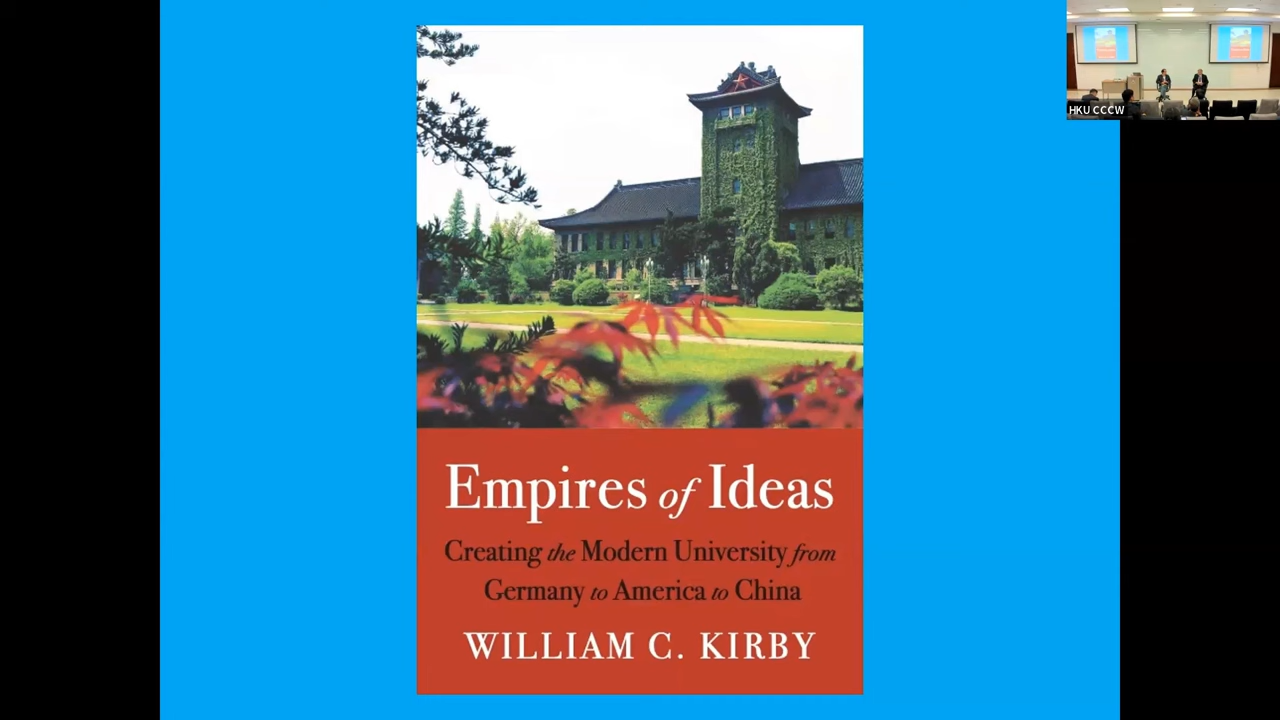 Empires of Ideas
Creating the Modern University from
Germany to America to China
WILLIAM C. KIRBY
HKU CCCW